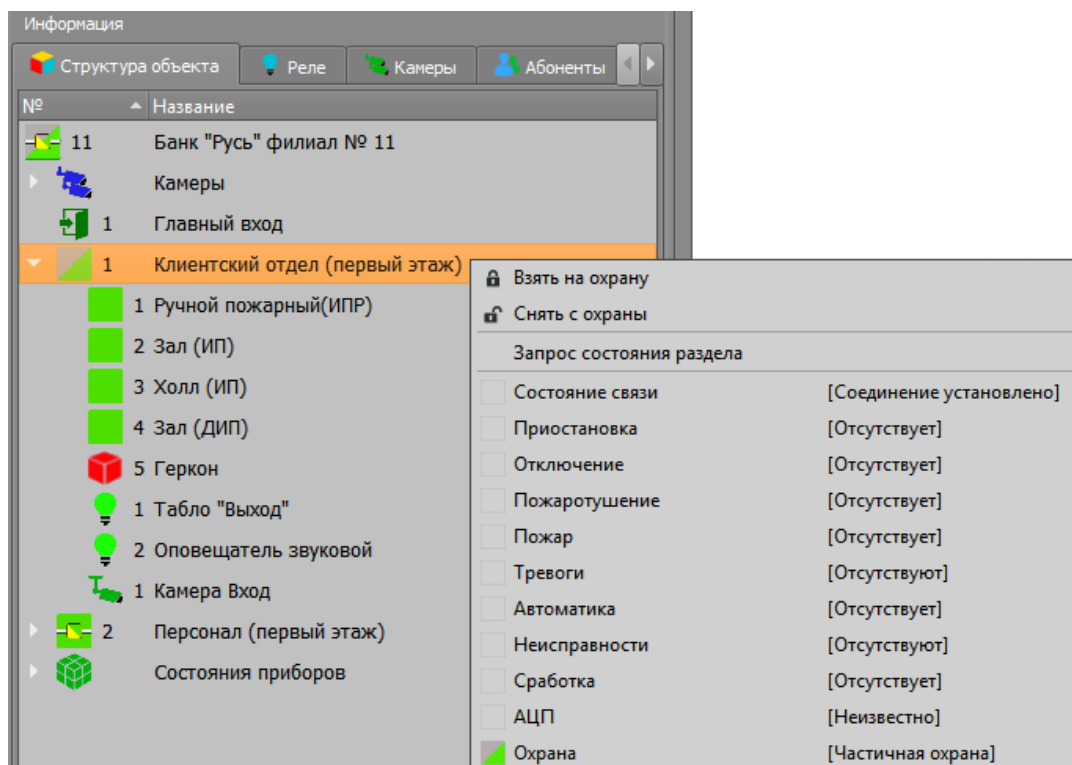 Информация
Структура объекта Реле Камеры Абоненты
№ Название
11 Банк "Русь" филиал № 11
Камеры
1 Главный вход
1 Клиентский отдел (первый этаж)
1 Ручной пожарный(ИПР)
2 Зал (ИП)
3 Холл (ИП)
4 Зал (ДИП)
5 Геркон
1 Табло "Выход"
2 Оповещатель звуковой
1 Камера Вход
2 Персонал (первый этаж)
Состояния приборов
Взять на охрану
Снять с охраны
Запрос состояния раздела
Состояние связи [Соединение установлено]
Приостановка [Отсутствует]
Отключение [Отсутствует]
Пожаротушение [Отсутствует]
Пожар [Отсутствует]
Тревоги [Отсутствуют]
Автоматика [Отсутствует]
Неисправности [Отсутствуют]
Сработка [Отсутствует]
АЦП [Неизвестно]
Охрана [Частичная охрана]